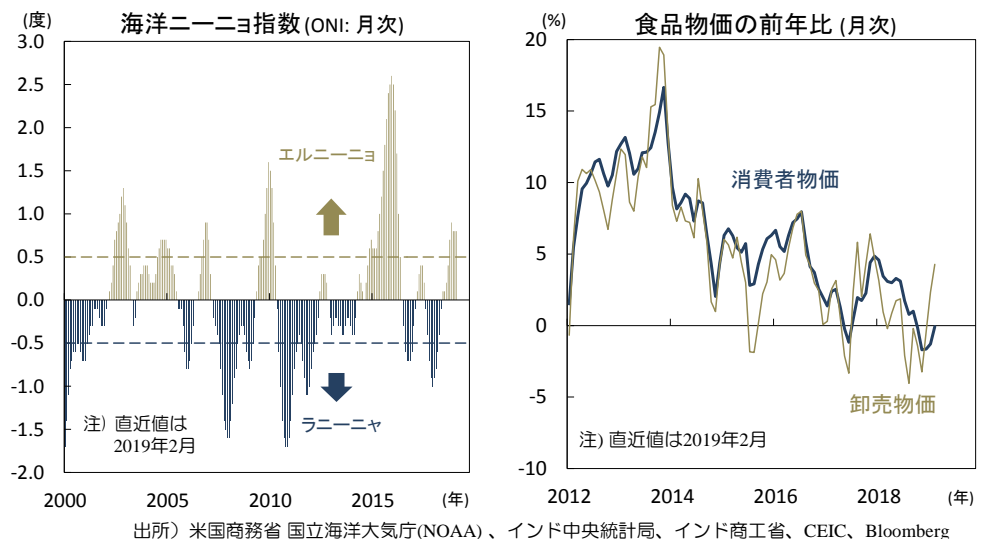 海洋ニーニョ指数(ONI: 月次)
(度)
3.0
2.5
2.0
1.5
1.0
0.5
0.0
-0.5
-1.0
-1.5
-2.0
エルニーニョ
ラニーニャ
注) 直近値は
2019年2月
2000 2005 2010 2015 (年)
食品物価の前年比 (月次)
(%)
20
15
10
5
0
-5
-10
消費者物価
卸売物価
注) 直近値は2019年2月
2012 2014 2016 2018 (年)
出所）米国商務省 国立海洋大気庁(NOAA) 、インド中央統計局、インド商工省、CEIC、Bloomberg